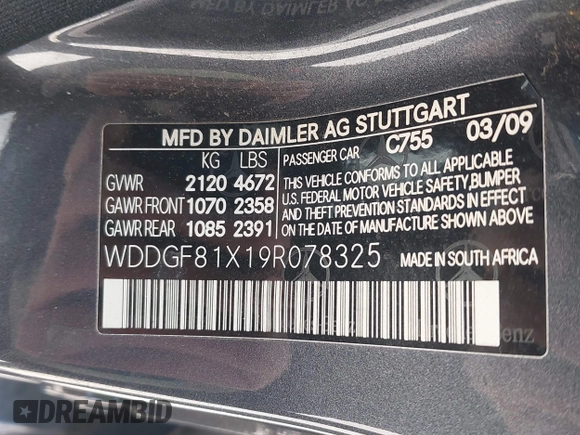 MFD BY DAIMLER AG STUTTGART
KG LBS PASSENGER CAR C755 03/09
GVWR 2120 4672
GAWR FRONT 1070 2358
GAWR REAR 1085 2391
THIS VEHICLE CONFORMS TO ALL APPLICABLE
U.S. FEDERAL MOTOR VEHICLE SAFETY, BUMPER
AND THEFT PREVENTION STANDARDS IN EFFECT
ON THE DATE OF MANUFACTURE SHOWN ABOVE.
WDDGF81X19R078325 MADE IN SOUTH AFRICA
DREAMBID